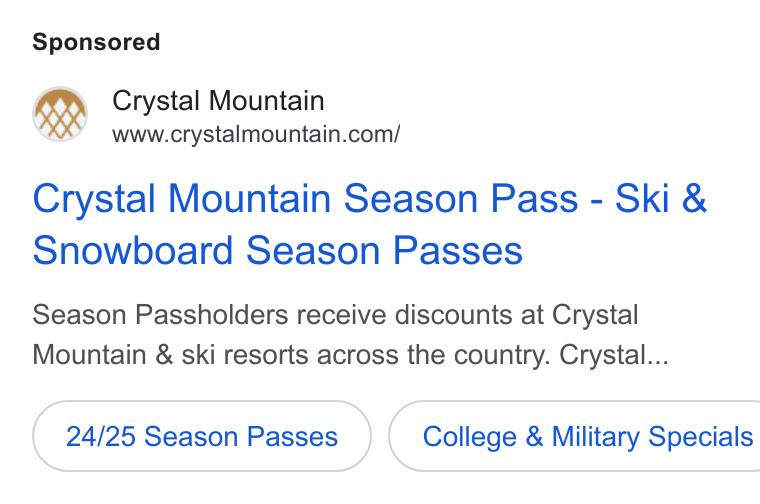 Sponsored
Crystal Mountain
www.crystalmountain.com/
Crystal Mountain Season Pass - Ski &
Snowboard Season Passes
Season Passholders receive discounts at Crystal
Mountain & ski resorts across the country. Crystal...
24/25 Season Passes
College & Military Specials